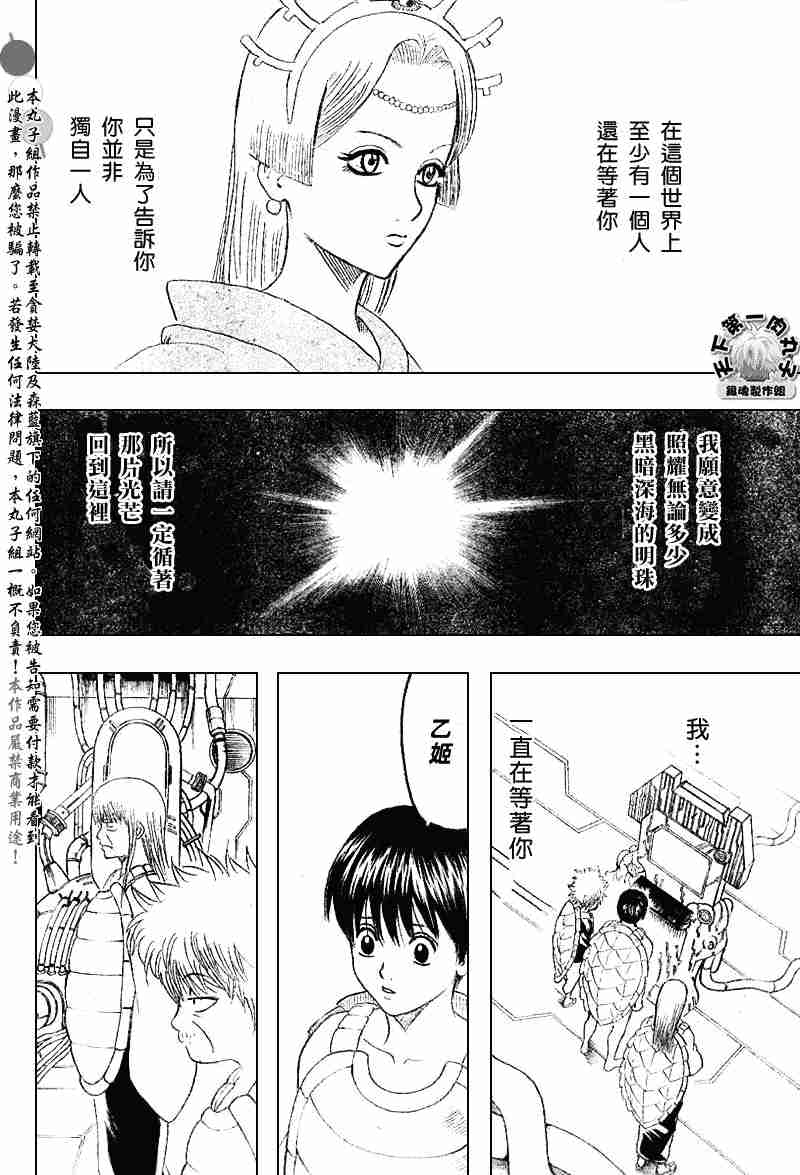 在這個世界上
至少有一個人
還在等著你
只是為了告訴你
你並非
獨自一人
我願意變成
照耀無論多少
黑暗深海的明珠
所以請一定循著
那片光芒
回到這裡
我…
一直在等著你
乙姬
天下第一肉丸子
銀魂製作組
本丸子組作品禁止轉載至貪婪大陸及森藍旗下的任何網站。如果您被告知需要付款才能看到
此漫畫，那麼您被騙了。若發生任何法律問題，本丸子組一概不負責！本作品嚴禁商業用途！